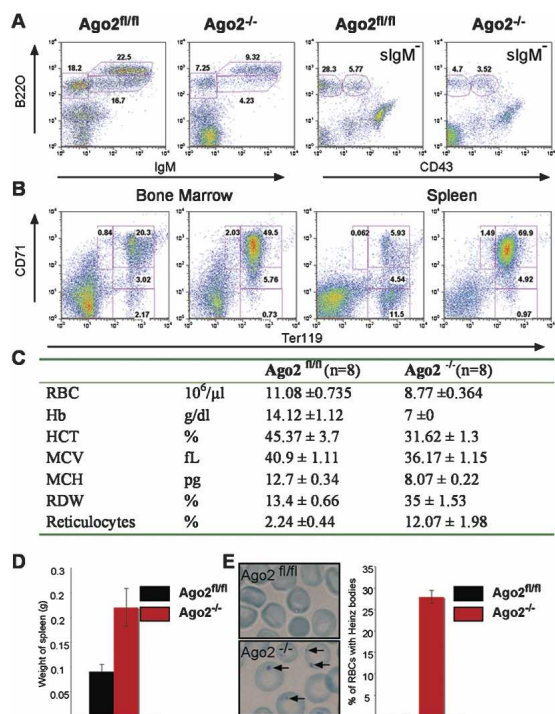 A
Ago2fl/fl Ago2-/- Ago2fl/fl Ago2-/-
sIgM- sIgM-
18.2 22.5 16.7
7.25 9.32 4.23
28.3 5.77
4.7 3.52
B220
IgM CD43
B
Bone Marrow Spleen
0.84 20.3 3.02 2.17
2.03 49.5 5.76 0.73
0.062 5.93 4.54 11.5
1.49 69.9 4.92 0.97
CD71
Ter119
C
Ago2 fl/fl (n=8) Ago2 -/- (n=8)
RBC 10^6/µl 11.08 ±0.735 8.77 ±0.364
Hb g/dl 14.12 ±1.12 7 ±0
HCT % 45.37 ± 3.7 31.62 ± 1.3
MCV fL 40.9 ± 1.11 36.17 ± 1.15
MCH pg 12.7 ± 0.34 8.07 ± 0.22
RDW % 13.4 ± 0.66 35 ± 1.53
Reticulocytes % 2.24 ±0.44 12.07 ± 1.98
D
Weight of spleen (g)
0.3
0.2
0.2
0.1
0.05
Ago2fl/fl
Ago2-/-
E
Ago2 fl/fl
Ago2 -/-
% of RBCs with Heinz bodies
35
30
25
20
15
10
5
Ago2fl/fl
Ago2-/-